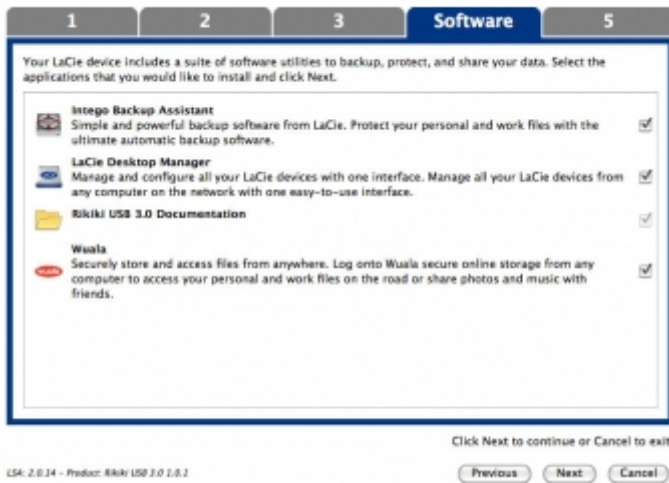 1 2 3 Software 5
Your LaCie device includes a suite of software utilities to backup, protect, and share your data. Select the
applications that you would like to install and click Next.
Intego Backup Assistant
Simple and powerful backup software from LaCie. Protect your personal and work files with the
ultimate automatic backup software.
LaCie Desktop Manager
Manage and configure all your LaCie devices with one interface. Manage all your LaCie devices from
any computer on the network with one easy-to-use interface.
Rikiki USB 3.0 Documentation
Wuala
wuala
Securely store and access files from anywhere. Log onto Wuala secure online storage from any
computer to access your personal and work files on the road or share photos and music with
friends.
Click Next to continue or Cancel to exit
LSA: 2.0.14 - Product: Rikiki USB 3.0 1.0.1
Previous Next Cancel